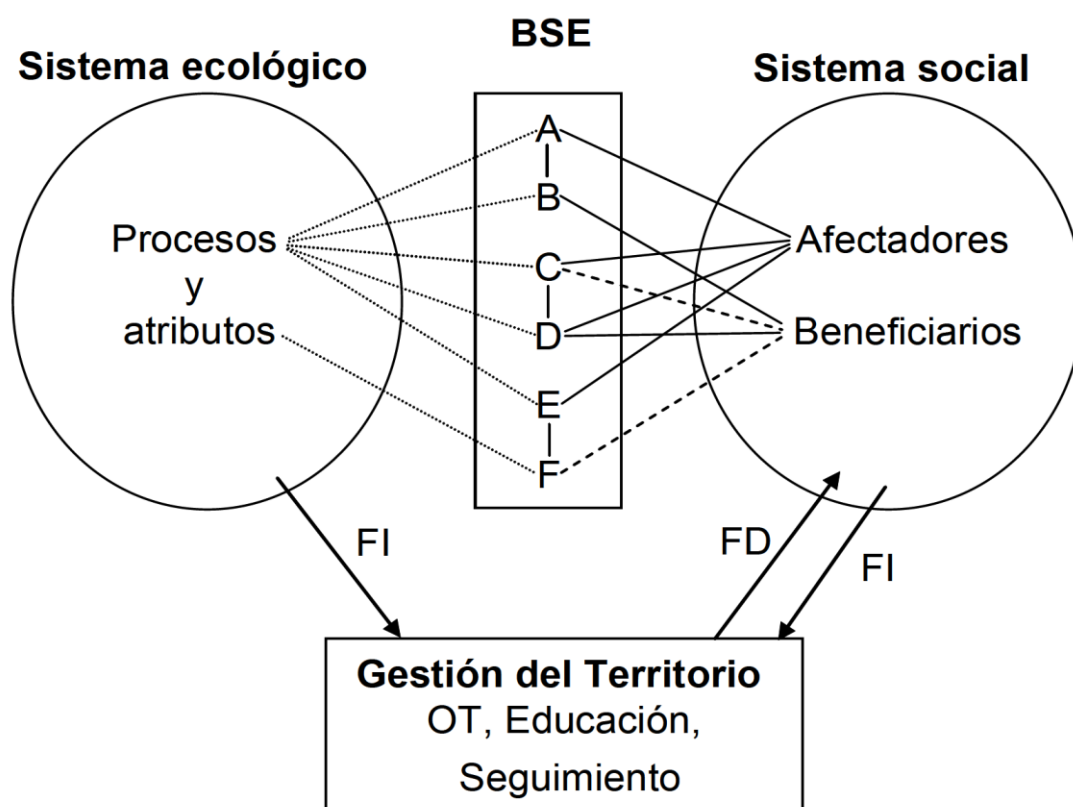 BSE
Sistema ecológico
Sistema social
A
B
C
D
E
F
Procesos
y
atributos
Afectadores
Beneficiarios
FI
FD
FI
Gestión del Territorio
OT, Educación,
Seguimiento